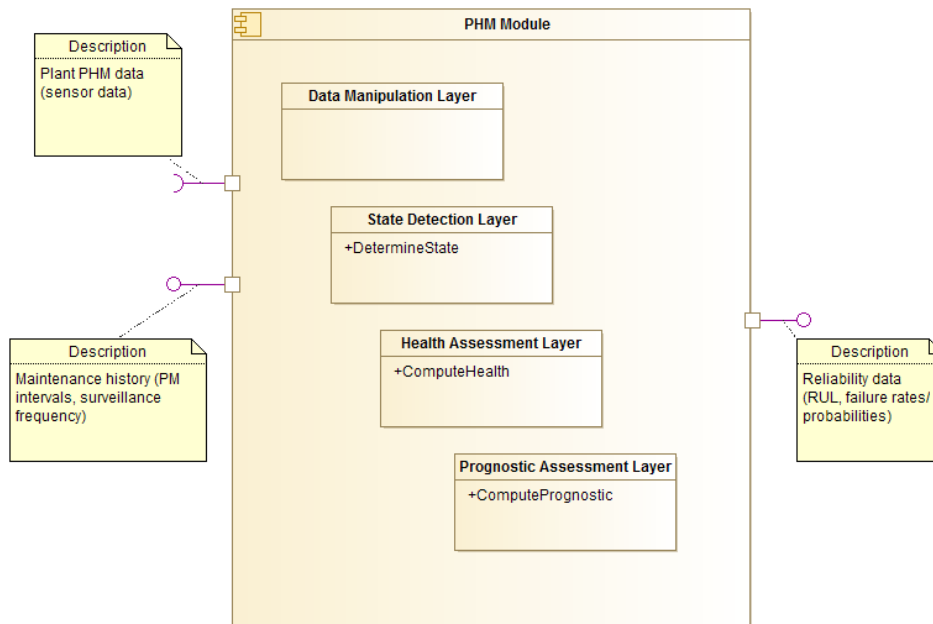 PHM Module
Description
Plant PHM data
(sensor data)
Data Manipulation Layer
State Detection Layer
+DetermineState
Description
Maintenance history (PM
intervals, surveillance
frequency)
Health Assessment Layer
+ComputeHealth
Description
Reliability data
(RUL, failure rates/
probabilities)
Prognostic Assessment Layer
+ComputePrognostic